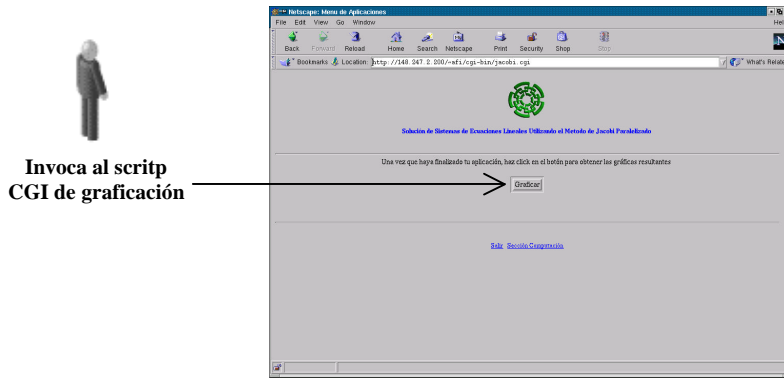 Netscape: Menu de Aplicaciones
File Edit View Go Window Hel
Back Forward Reload Home Search Netscape Print Security Shop Stop
Bookmarks Location: http://148.247.2.200/~afi/cgi-bin/jacobi.cgi What's Relate
Solución de Sistemas de Ecuaciones Lineales Utilizando el Metodo de Jacobi Paralelizado
Una vez que haya finalizado tu aplicación, haz click en el botón para obtener las gráficas resultantes
Invoca al scritp
CGI de graficación
Graficar
Salir Sección Computación